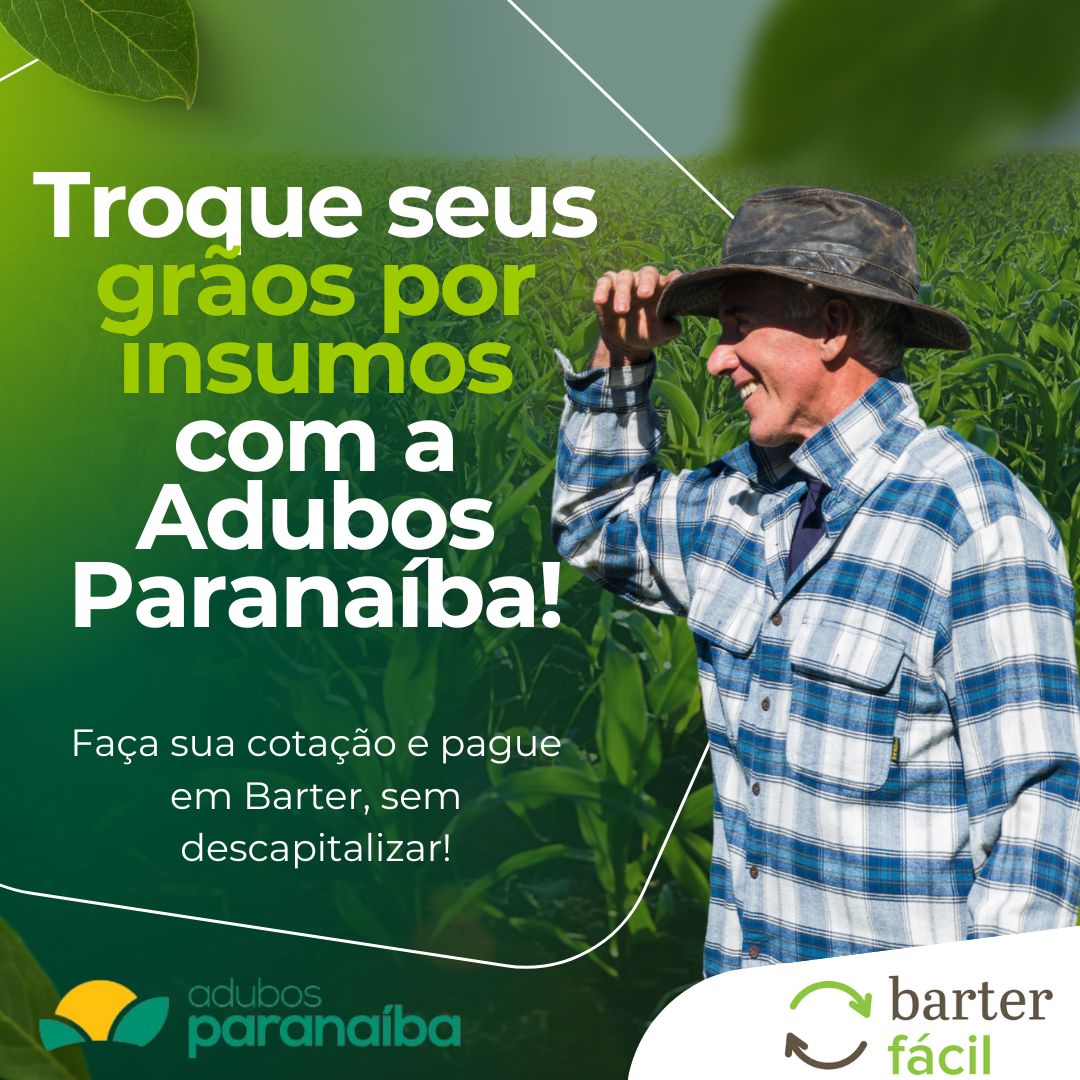 Troque seus
grãos por
insumos
com a
Adubos
Paranaíba!
Faça sua cotação e pague
em Barter, sem
descapitalizar!
adubos
paranaíba
barter
fácil